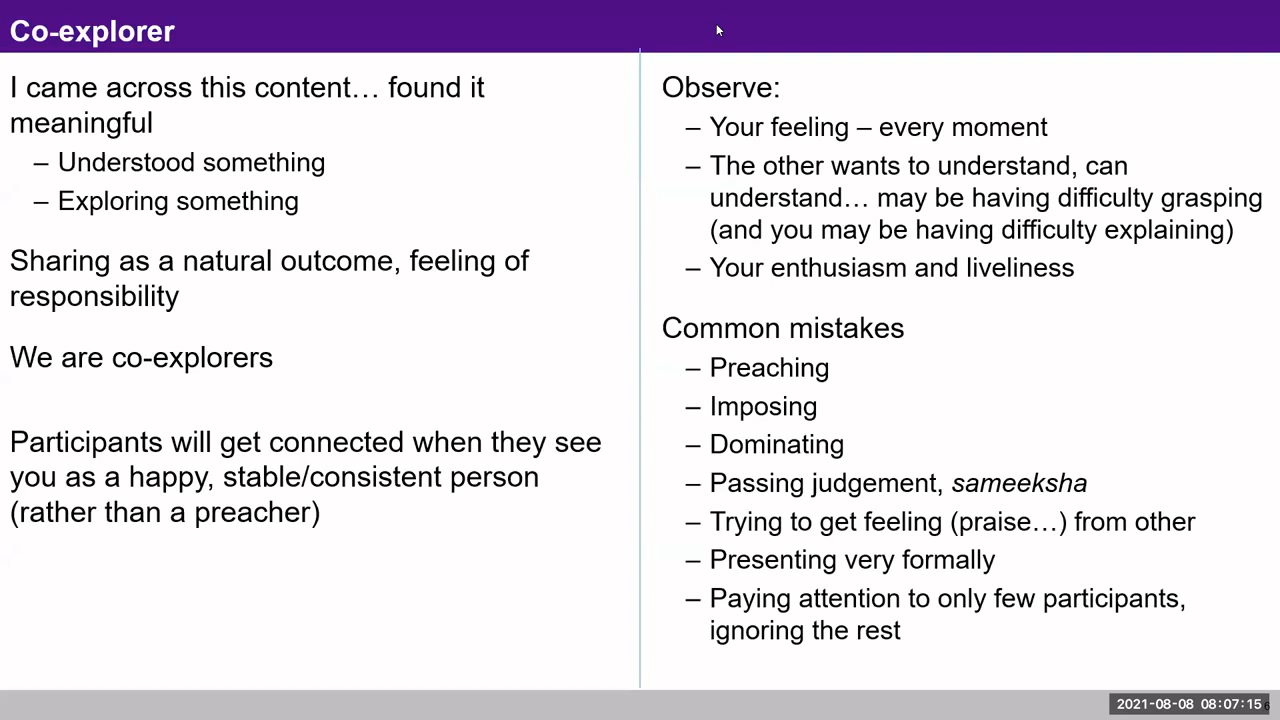 Co-explorer
I came across this content… found it
meaningful
– Understood something
– Exploring something
Sharing as a natural outcome, feeling of
responsibility
We are co-explorers
Participants will get connected when they see
you as a happy, stable/consistent person
(rather than a preacher)
Observe:
– Your feeling – every moment
– The other wants to understand, can
understand… may be having difficulty grasping
(and you may be having difficulty explaining)
– Your enthusiasm and liveliness
Common mistakes
– Preaching
– Imposing
– Dominating
– Passing judgement, sameeksha
– Trying to get feeling (praise…) from other
– Presenting very formally
– Paying attention to only few participants,
ignoring the rest
2021-08-08 08:07:15
6